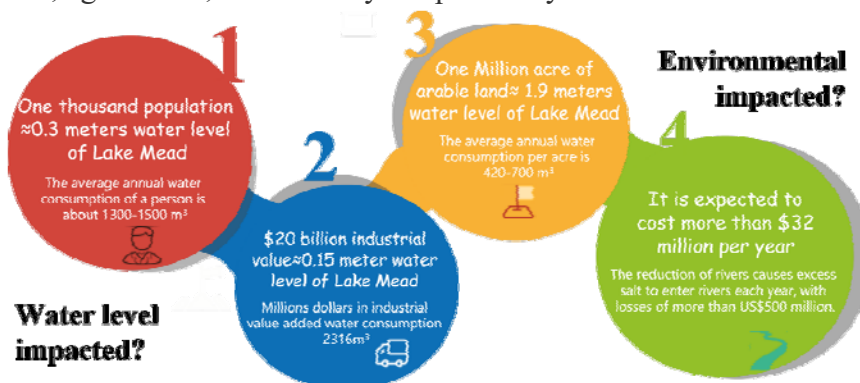 1
One thousand population
≈0.3 meters water level
of Lake Mead
The average annual water
consumption of a person is
about 1300-1500 m³
2
$20 billion industrial
value≈0.15 meter water
level of Lake Mead
Millions dollars in industrial
value added water consumption
2316m³
3
One Million acre of
arable land≈ 1.9 meters
water level of Lake Mead
The average annual water
consumption per acre is
420-700 m³
4
It is expected to
cost more than $32
million per year
The reduction of rivers causes excess
salt to enter rivers each year, with
losses of more than US$500 million.
Environmental
impacted?
Water level
impacted?